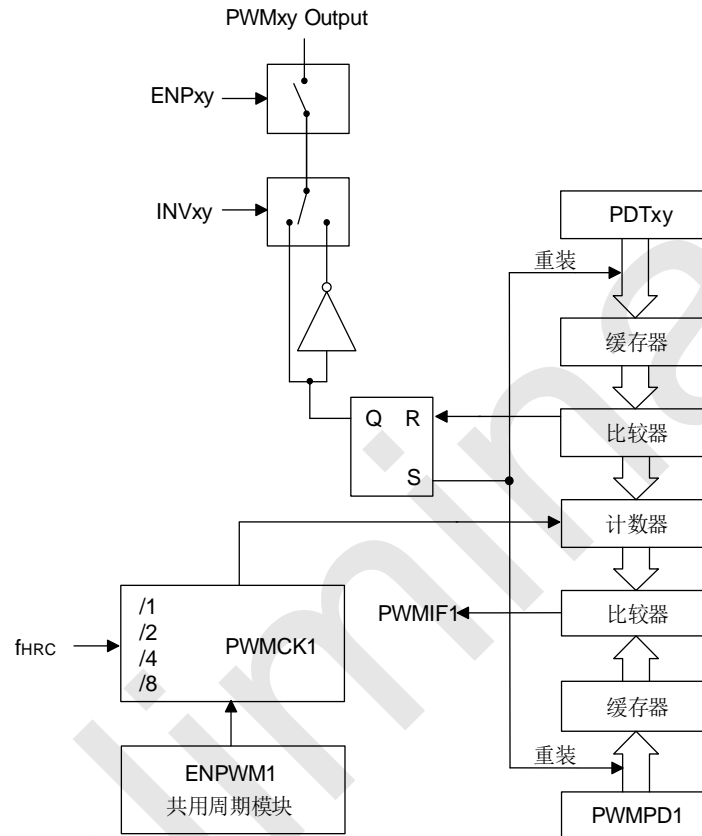 PWMxy Output
ENPxy
INVxy
PDTxy
重装
缓存器
Q R
比较器
S
计数器
/1
/2
/4
/8
PWMCK1
fHRC
PWMIF1
比较器
缓存器
ENPWM1
共用周期模块
重装
PWMPD1
limina